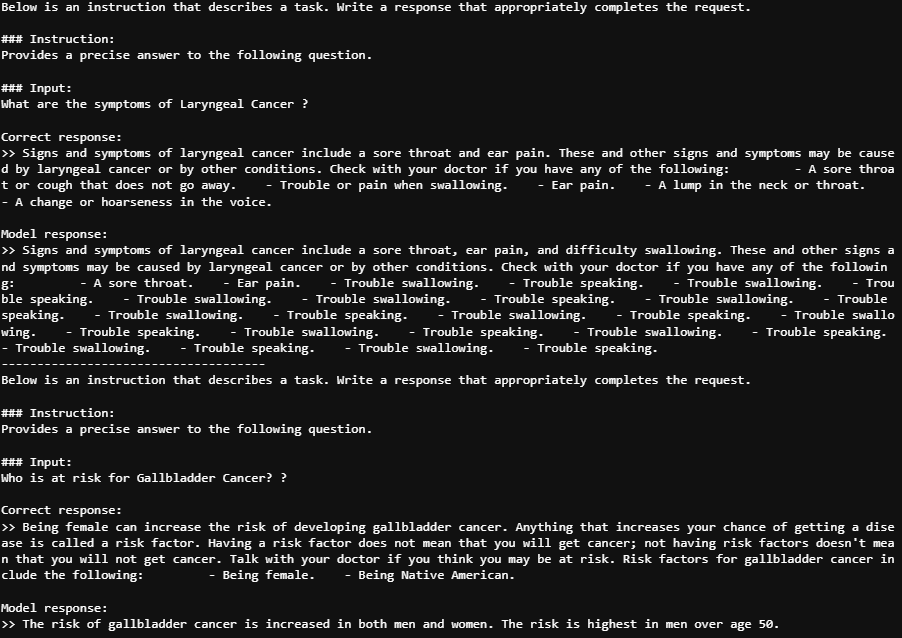 Below is an instruction that describes a task. Write a response that appropriately completes the request.
### Instruction:
Provides a precise answer to the following question.
### Input:
What are the symptoms of Laryngeal Cancer ?
Correct response:
>> Signs and symptoms of laryngeal cancer include a sore throat and ear pain. These and other signs and symptoms may be cause
d by laryngeal cancer or by other conditions. Check with your doctor if you have any of the following:         - A sore throa
t or cough that does not go away.    - Trouble or pain when swallowing.    - Ear pain.    - A lump in the neck or throat.
- A change or hoarseness in the voice.
Model response:
>> Signs and symptoms of laryngeal cancer include a sore throat, ear pain, and difficulty swallowing. These and other signs a
nd symptoms may be caused by laryngeal cancer or by other conditions. Check with your doctor if you have any of the followin
g:         - A sore throat.    - Ear pain.    - Trouble swallowing.    - Trouble speaking.    - Trouble swallowing.    - Trou
ble speaking.    - Trouble swallowing.    - Trouble swallowing.    - Trouble speaking.    - Trouble swallowing.    - Trouble
speaking.    - Trouble swallowing.    - Trouble speaking.    - Trouble swallowing.    - Trouble speaking.    - Trouble swallo
wing.    - Trouble speaking.    - Trouble swallowing.    - Trouble speaking.    - Trouble swallowing.    - Trouble speaking.
- Trouble swallowing.    - Trouble speaking.    - Trouble swallowing.    - Trouble speaking.
-------------------------------------
Below is an instruction that describes a task. Write a response that appropriately completes the request.
### Instruction:
Provides a precise answer to the following question.
### Input:
Who is at risk for Gallbladder Cancer? ?
Correct response:
>> Being female can increase the risk of developing gallbladder cancer. Anything that increases your chance of getting a dise
ase is called a risk factor. Having a risk factor does not mean that you will get cancer; not having risk factors doesn't mea
n that you will not get cancer. Talk with your doctor if you think you may be at risk. Risk factors for gallbladder cancer in
clude the following:         - Being female.    - Being Native American.
Model response:
>> The risk of gallbladder cancer is increased in both men and women. The risk is highest in men over age 50.